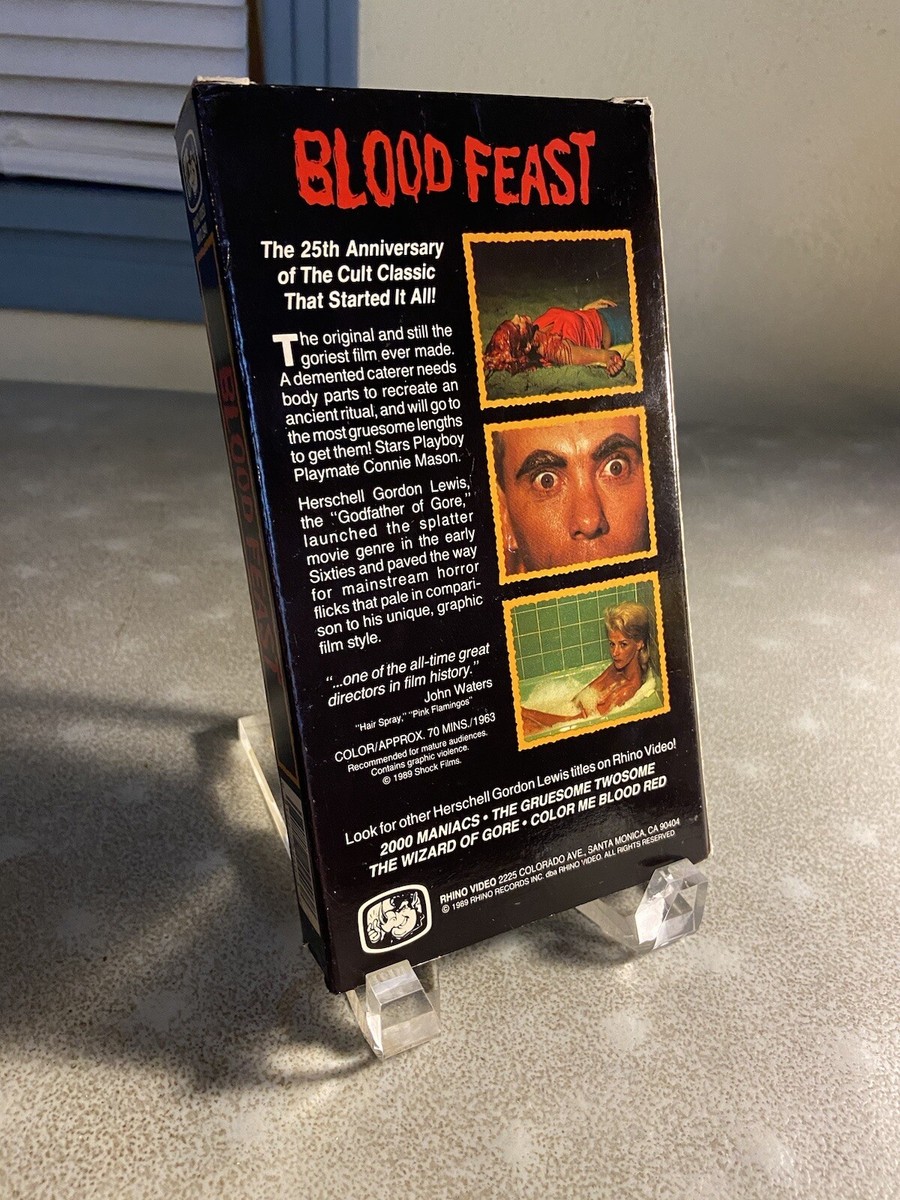 BLOOD FEAST
The 25th Anniversary
of The Cult Classic
That Started It All!
The original and still the
goriest film ever made.
A demented caterer needs
body parts to recreate an
ancient ritual, and will go to
the most gruesome lengths
to get them! Stars Playboy
Playmate Connie Mason.
Herschell Gordon Lewis,
the "Godfather of Gore,"
launched the splatter
movie genre in the early
Sixties and paved the way
for mainstream horror
flicks that pale in compari-
son to his unique, graphic
film style.
"...one of the all-time great
directors in film history."
John Waters
"Hair Spray," "Pink Flamingos"
COLOR/APPROX. 70 MINS./1963
Recommended for mature audiences.
Contains graphic violence.
© 1989 Shock Films.
Look for other Herschell Gordon Lewis titles on Rhino Video!
2000 MANIACS • THE GRUESOME TWOSOME
THE WIZARD OF GORE • COLOR ME BLOOD RED
RHINO VIDEO 2225 COLORADO AVE., SANTA MONICA, CA 90404
© 1989 RHINO RECORDS INC. dba RHINO VIDEO. ALL RIGHTS RESERVED
BLOOD FEAST